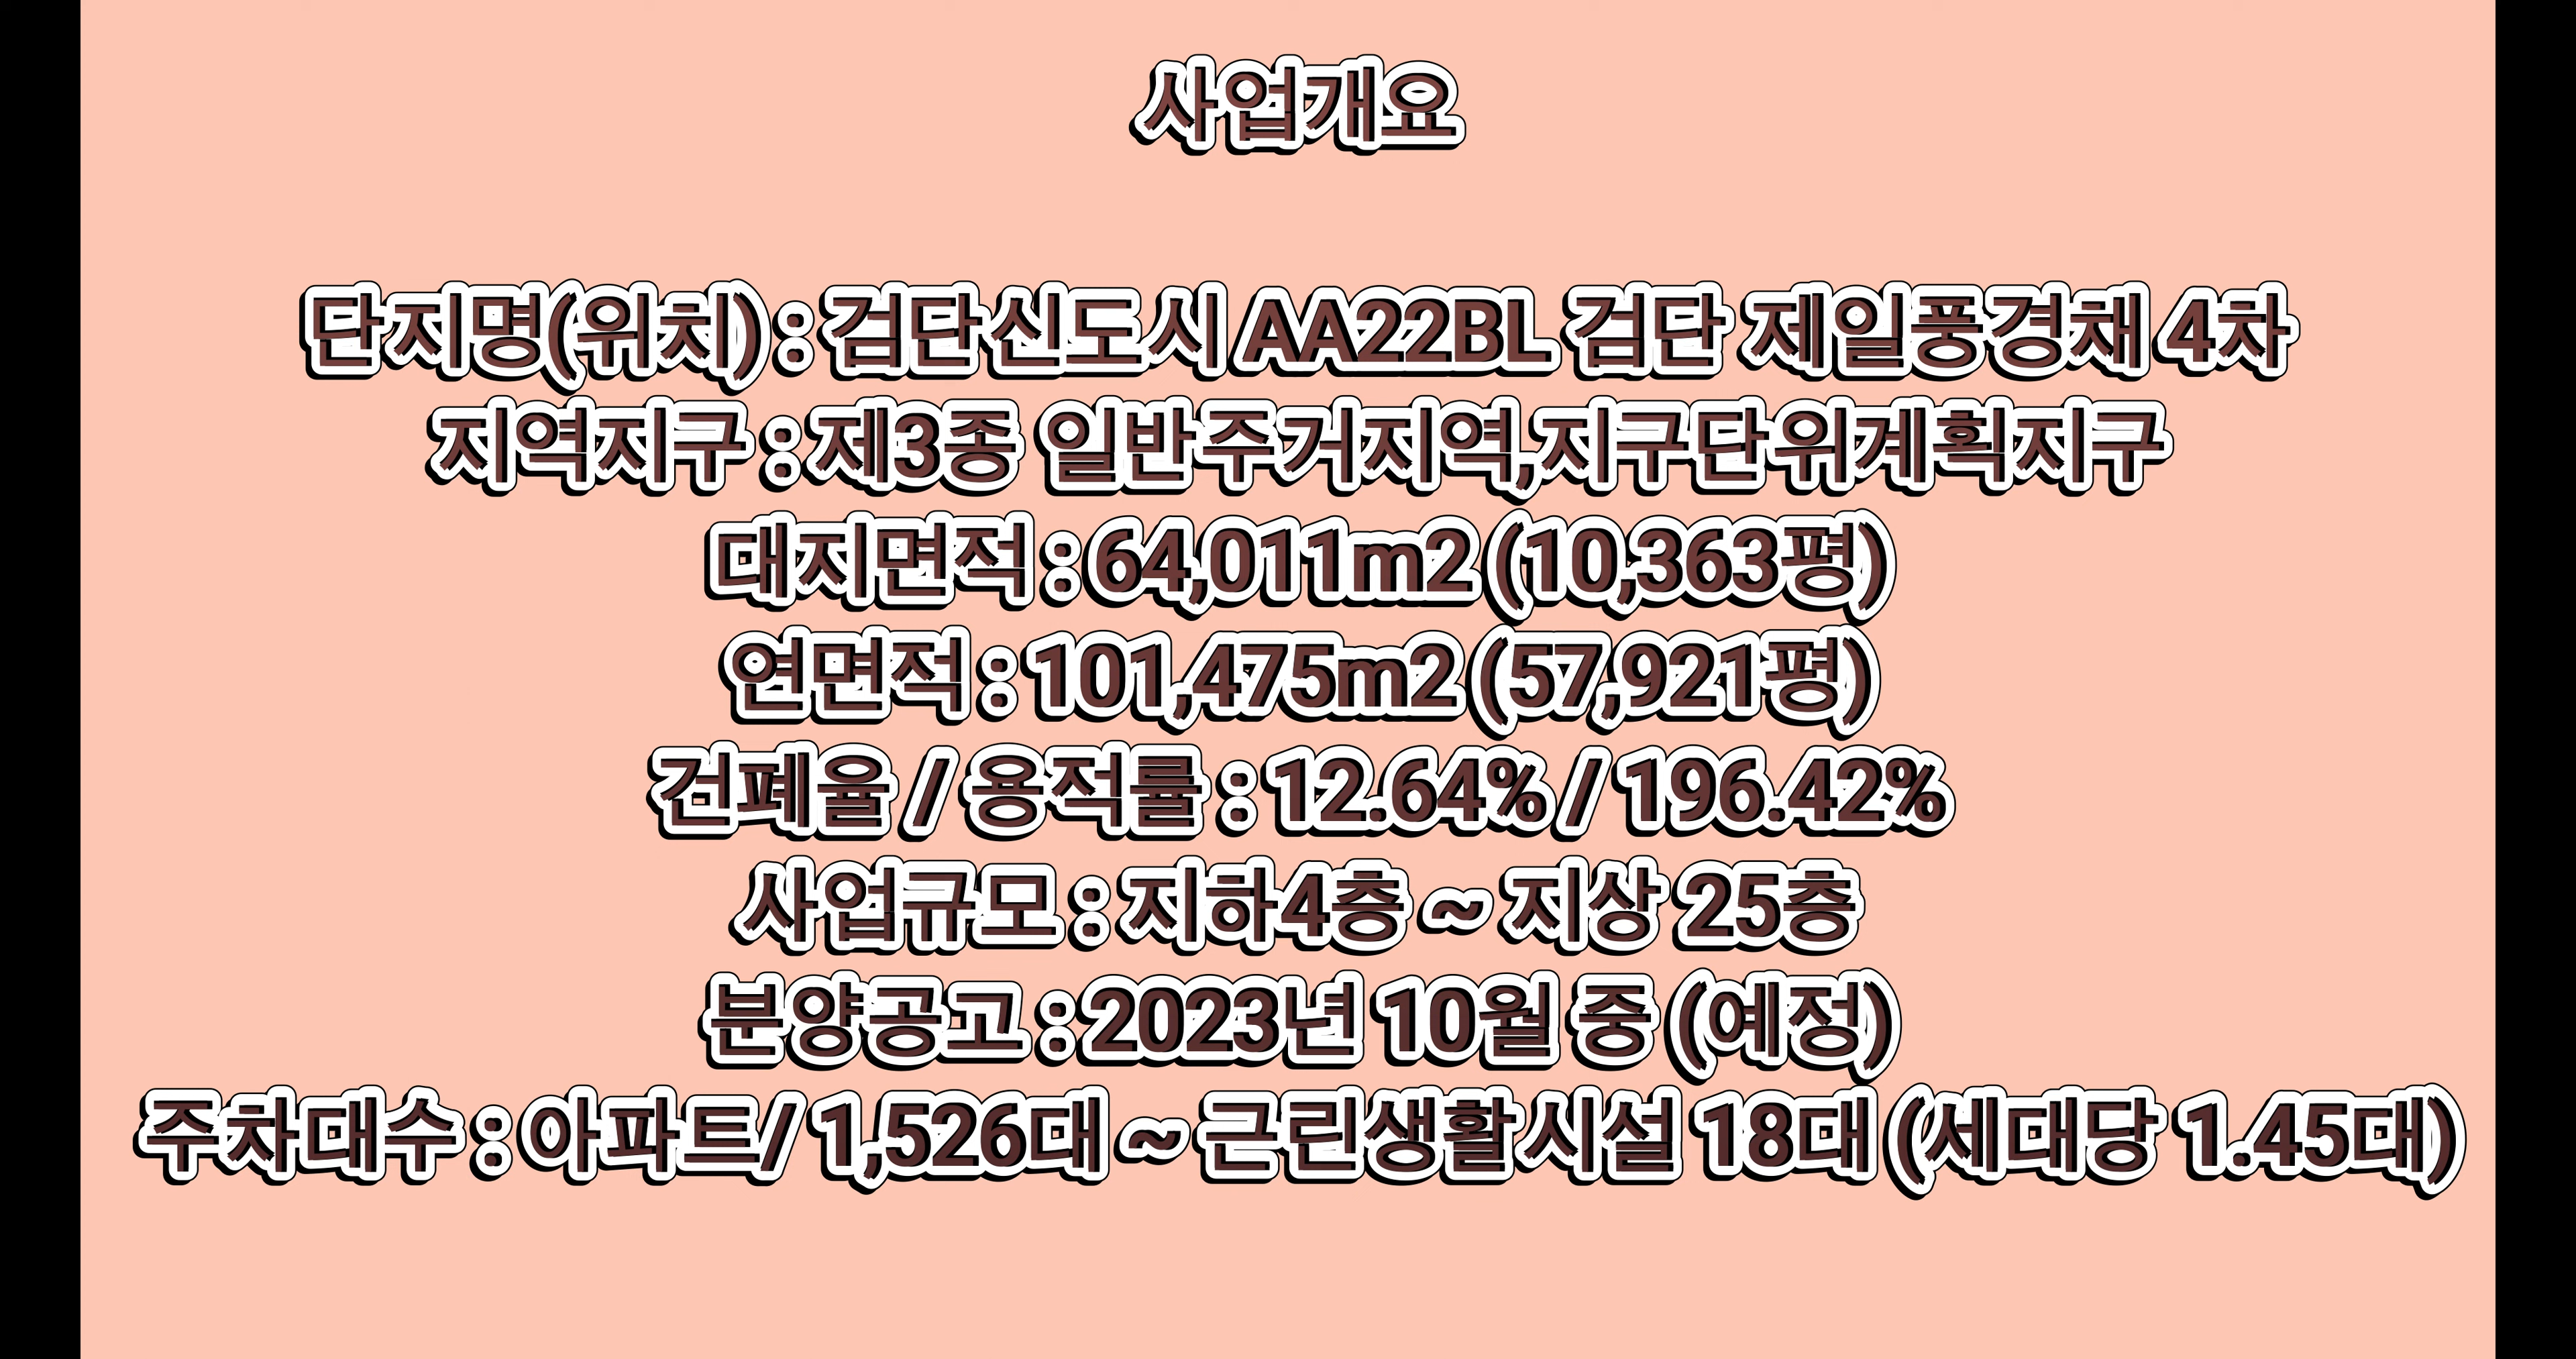 사업개요
단지명(위치) : 검단신도시 AA22BL 검단 제일풍경채 4차
지역지구 : 제3종 일반주거지역,지구단위계획지구
대지면적 : 64,011m2 (10,363평)
연면적 : 101,475m2 (57,921평)
건폐율 / 용적률 : 12.64% / 196.42%
사업규모 : 지하4층 ~ 지상 25층
분양공고 : 2023년 10월 중 (예정)
주차대수 : 아파트/ 1,526대 ~ 근린생활시설 18대 (세대당 1.45대)